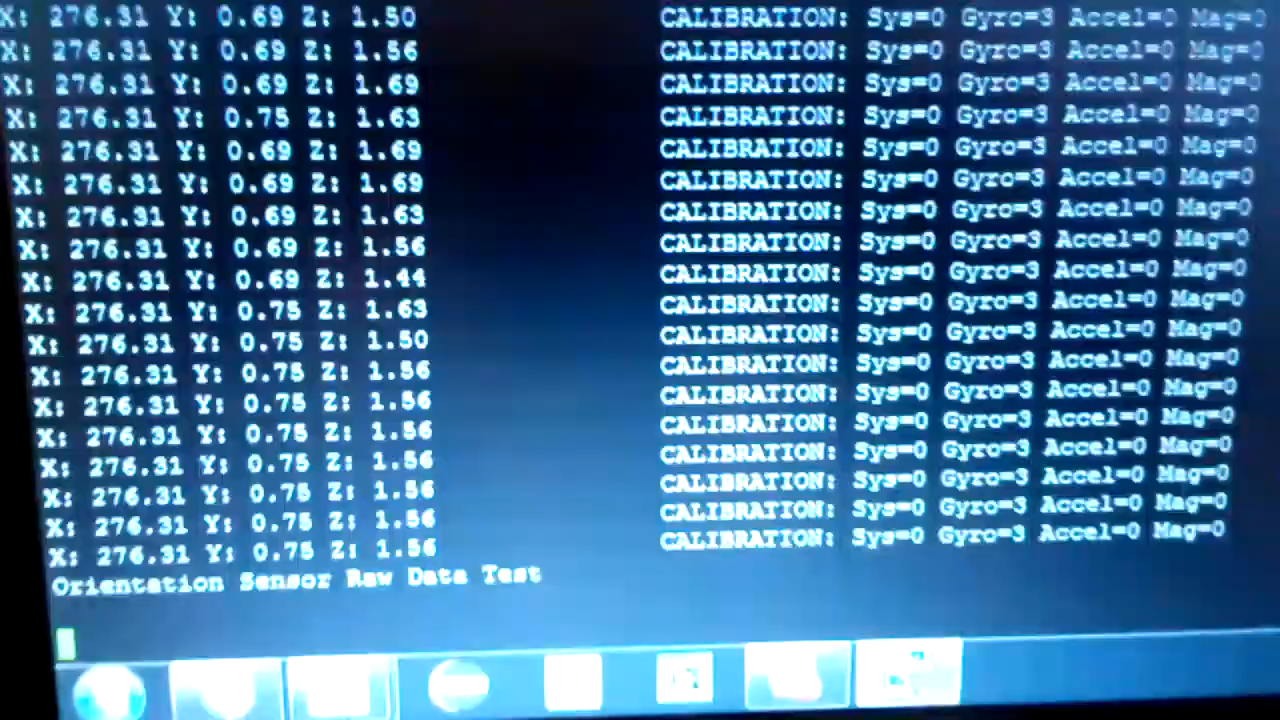 X: 276.31 Y: 0.69 Z: 1.50 CALIBRATION: Sys=0 Gyro=3 Accel=0 Mag=0
X: 276.31 Y: 0.69 Z: 1.56 CALIBRATION: Sys=0 Gyro=3 Accel=0 Mag=0
X: 276.31 Y: 0.69 Z: 1.69 CALIBRATION: Sys=0 Gyro=3 Accel=0 Mag=0
X: 276.31 Y: 0.75 Z: 1.63 CALIBRATION: Sys=0 Gyro=3 Accel=0 Mag=0
X: 276.31 Y: 0.69 Z: 1.69 CALIBRATION: Sys=0 Gyro=3 Accel=0 Mag=0
X: 276.31 Y: 0.69 Z: 1.69 CALIBRATION: Sys=0 Gyro=3 Accel=0 Mag=0
X: 276.31 Y: 0.69 Z: 1.63 CALIBRATION: Sys=0 Gyro=3 Accel=0 Mag=0
X: 276.31 Y: 0.69 Z: 1.56 CALIBRATION: Sys=0 Gyro=3 Accel=0 Mag=0
X: 276.31 Y: 0.69 Z: 1.44 CALIBRATION: Sys=0 Gyro=3 Accel=0 Mag=0
X: 276.31 Y: 0.75 Z: 1.63 CALIBRATION: Sys=0 Gyro=3 Accel=0 Mag=0
X: 276.31 Y: 0.75 Z: 1.50 CALIBRATION: Sys=0 Gyro=3 Accel=0 Mag=0
X: 276.31 Y: 0.75 Z: 1.56 CALIBRATION: Sys=0 Gyro=3 Accel=0 Mag=0
X: 276.31 Y: 0.75 Z: 1.56 CALIBRATION: Sys=0 Gyro=3 Accel=0 Mag=0
X: 276.31 Y: 0.75 Z: 1.56 CALIBRATION: Sys=0 Gyro=3 Accel=0 Mag=0
X: 276.31 Y: 0.75 Z: 1.56 CALIBRATION: Sys=0 Gyro=3 Accel=0 Mag=0
X: 276.31 Y: 0.75 Z: 1.56 CALIBRATION: Sys=0 Gyro=3 Accel=0 Mag=0
X: 276.31 Y: 0.75 Z: 1.56 CALIBRATION: Sys=0 Gyro=3 Accel=0 Mag=0
X: 276.31 Y: 0.75 Z: 1.56 CALIBRATION: Sys=0 Gyro=3 Accel=0 Mag=0
Orientation Sensor Raw Data Test